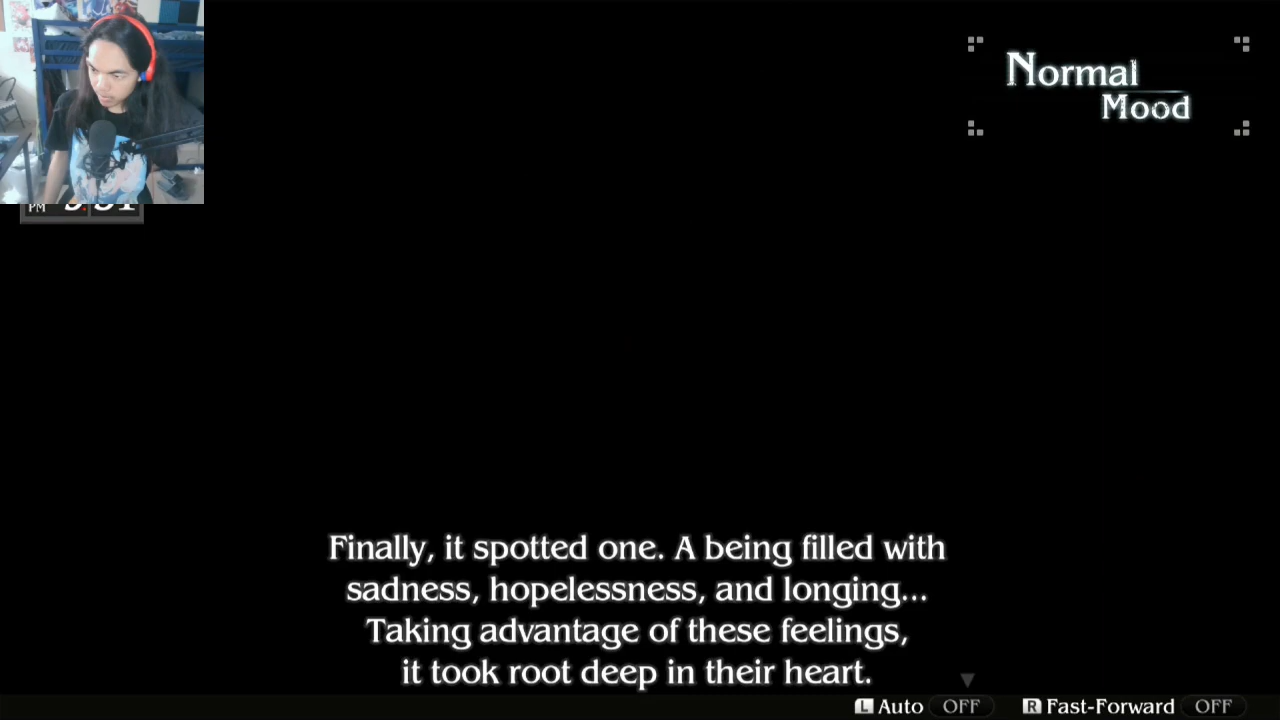 Normal
Mood
PM
Finally, it spotted one. A being filled with
sadness, hopelessness, and longing...
Taking advantage of these feelings,
it took root deep in their heart.
L Auto OFF R Fast-Forward OFF